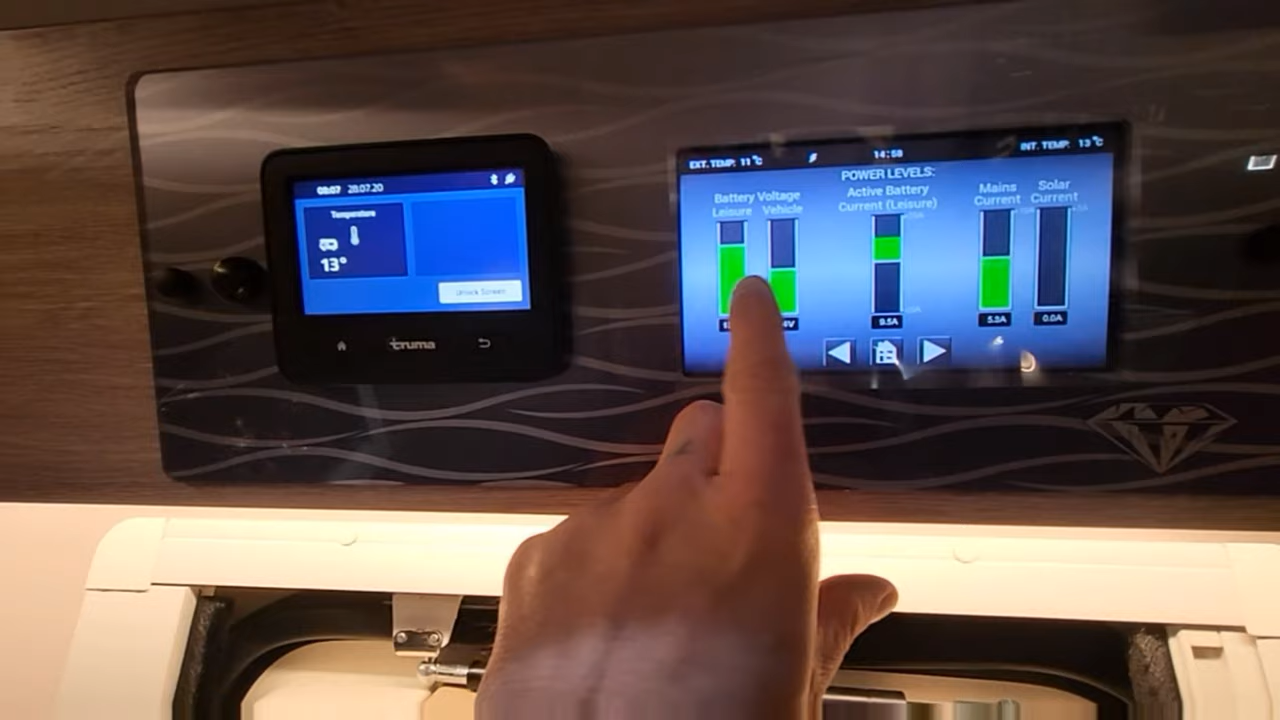 08:07 28.07.20
Temperature
13°
Unlock Screen
truma
EXT. TEMP: 11°C
14:58
INT. TEMP: 13°C
POWER LEVELS:
Battery Voltage
Leisure Vehicle
Active Battery
Current (Leisure)
Mains
Current
Solar
Current
9.5A
5.3A
0.0A